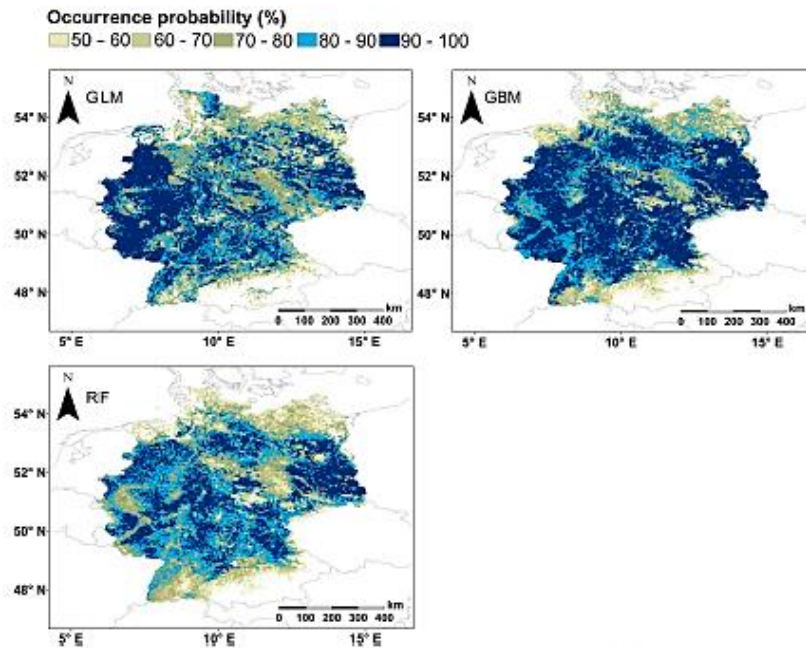 Occurrence probability (%)
50 – 60 60 - 70 70 - 80 80 – 90 90 - 100
N
GLM
54° N
52° N
50° N
48° N
km
0 100 200 300 400
5° E 10° E 15° E
N
GBM
54° N
52° N
50° N
48° N
km
0 100 200 300 400
5° E 10° E 15° E
N
RF
54° N
52° N
50° N
48° N
km
0 100 200 300 400
5° E 10° E 15° E